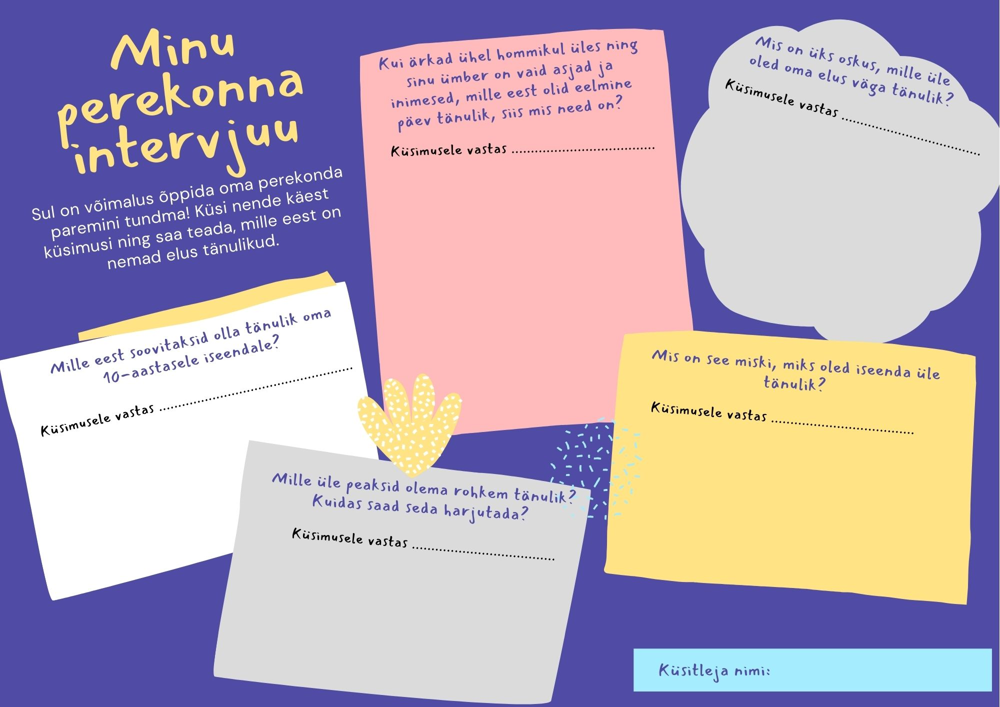 Minu
perekonna
intervjuu
Sul on võimalus õppida oma perekonda
paremini tundma! Küsi nende käest
küsimusi ning saa teada, mille eest on
nemad elus tänulikud.
Kui ärkad ühel hommikul üles ning
sinu ümber on vaid asjad ja
inimesed, mille eest olid eelmine
päev tänulik, siis mis need on?
Küsimusele vastas .....................................
Mis on üks oskus, mille üle
oled oma elus väga tänulik?
Küsimusele vastas .....................................
Mille eest soovitaksid olla tänulik oma
10-aastasele iseendale?
Küsimusele vastas ..................................................
Mis on see miski, miks oled iseenda üle
tänulik?
Küsimusele vastas .....................................
Mille üle peaksid olema rohkem tänulik?
Kuidas saad seda harjutada?
Küsimusele vastas .....................................
Küsitleja nimi: